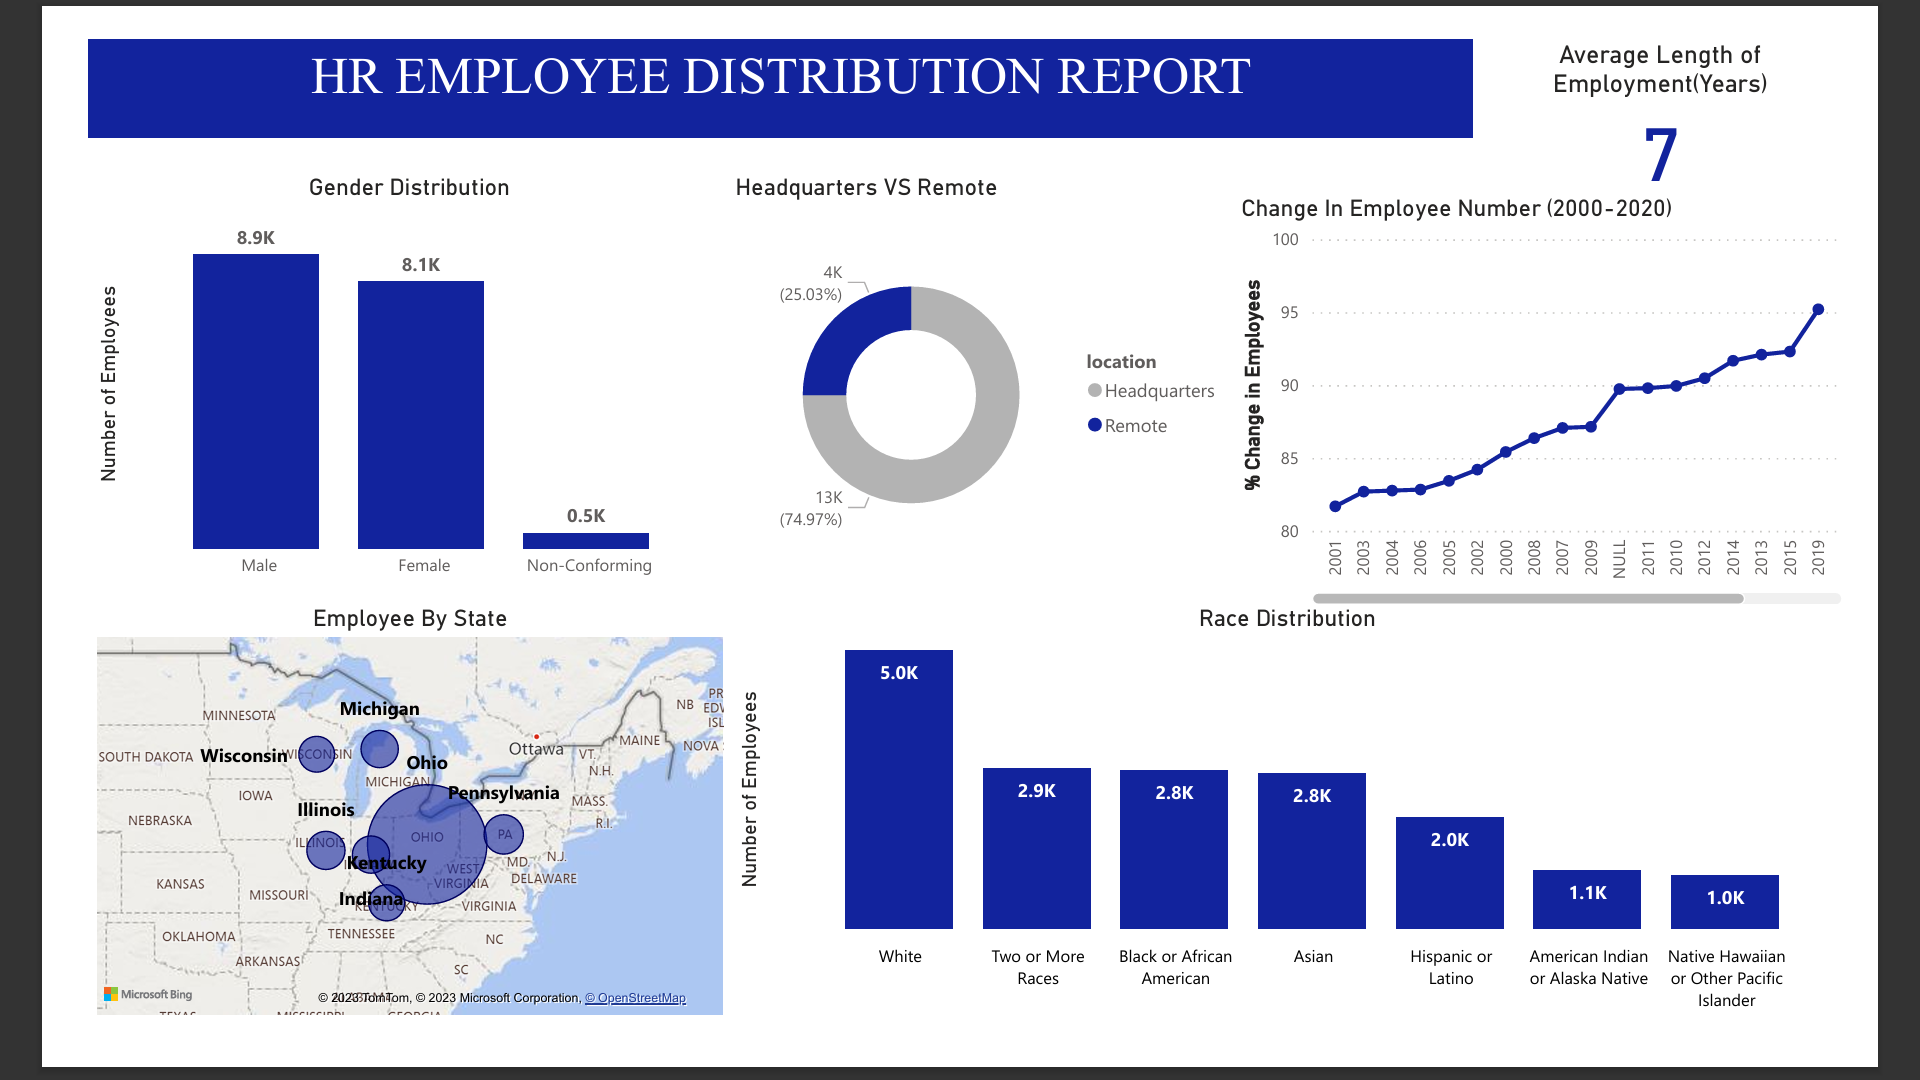 HR EMPLOYEE DISTRIBUTION REPORT
Average Length of
Employment(Years)
7
Gender Distribution
Number of Employees
8.9K
8.1K
0.5K
Male
Female
Non-Conforming
Headquarters VS Remote
4K
(25.03%)
13K
(74.97%)
location
Headquarters
Remote
Change In Employee Number (2000-2020)
% Change in Employees
100
95
90
85
80
2001
2003
2004
2006
2005
2002
2000
2008
2007
2009
NULL
2011
2010
2012
2014
2013
2015
2019
Employee By State
Michigan
Wisconsin
Ohio
Pennsylvania
Illinois
Kentucky
Indiana
MINNESOTA
SOUTH DAKOTA
WISCONSIN
Ottawa
VT.
MAINE
NB
NOVA
N.H.
MICHIGAN
IOWA
MASS.
R.I.
NEBRASKA
ILLINOIS
OHIO
PA
N.J.
MD.
DELAWARE
WEST
VIRGINIA
KANSAS
MISSOURI
KENTUCKY
VIRGINIA
TENNESSEE
OKLAHOMA
NC
ARKANSAS
SC
Microsoft Bing
© 2023 TomTom, © 2023 Microsoft Corporation, © OpenStreetMap
Race Distribution
Number of Employees
5.0K
2.9K
2.8K
2.8K
2.0K
1.1K
1.0K
White
Two or More
Races
Black or African
American
Asian
Hispanic or
Latino
American Indian
or Alaska Native
Native Hawaiian
or Other Pacific
Islander